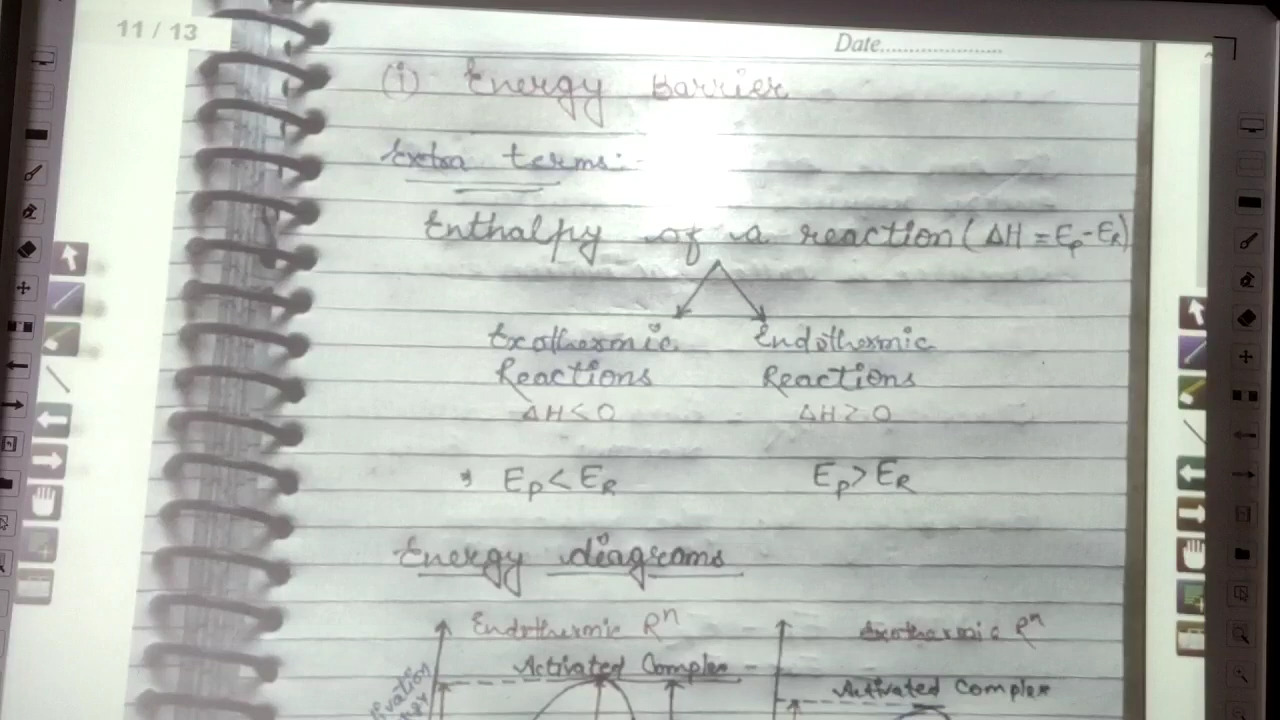 11 / 13
Date
(i) Energy Barrier
Extra terms:-
Enthalpy of a reaction (ΔH = Ep - ER)
Exothermic Endothermic
Reactions Reactions
ΔH < 0 ΔH > 0
Ep < ER Ep > ER
Energy diagrams
Endothermic Rⁿ Exothermic Rⁿ
Activated Complex
Activated Complex